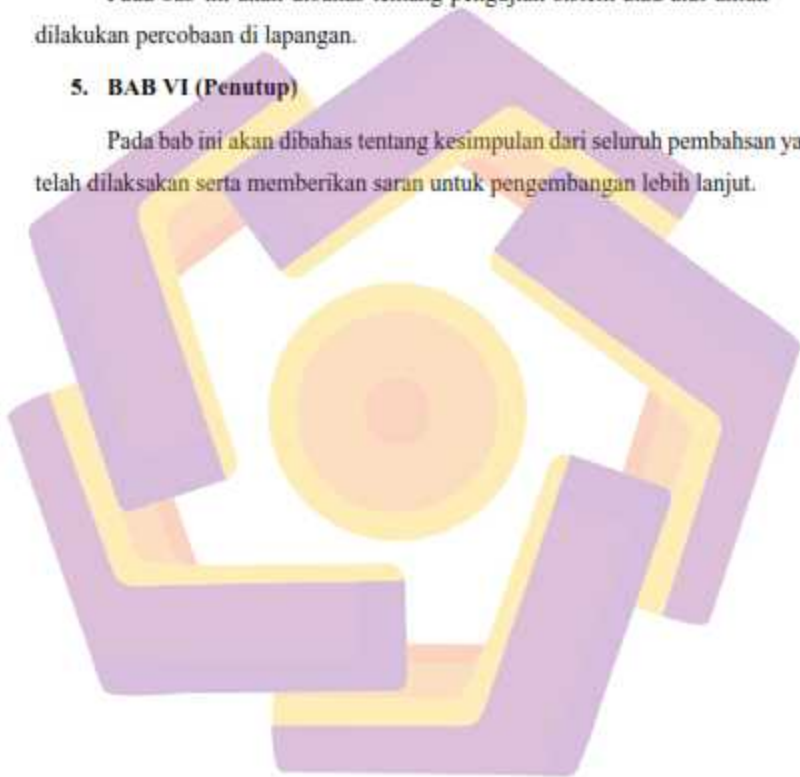 dilakukan percobaan di lapangan.
5. BAB VI (Penutup)
Pada bab ini akan dibahas tentang kesimpulan dari seluruh pembahsan ya
telah dilaksakan serta memberikan saran untuk pengembangan lebih lanjut.